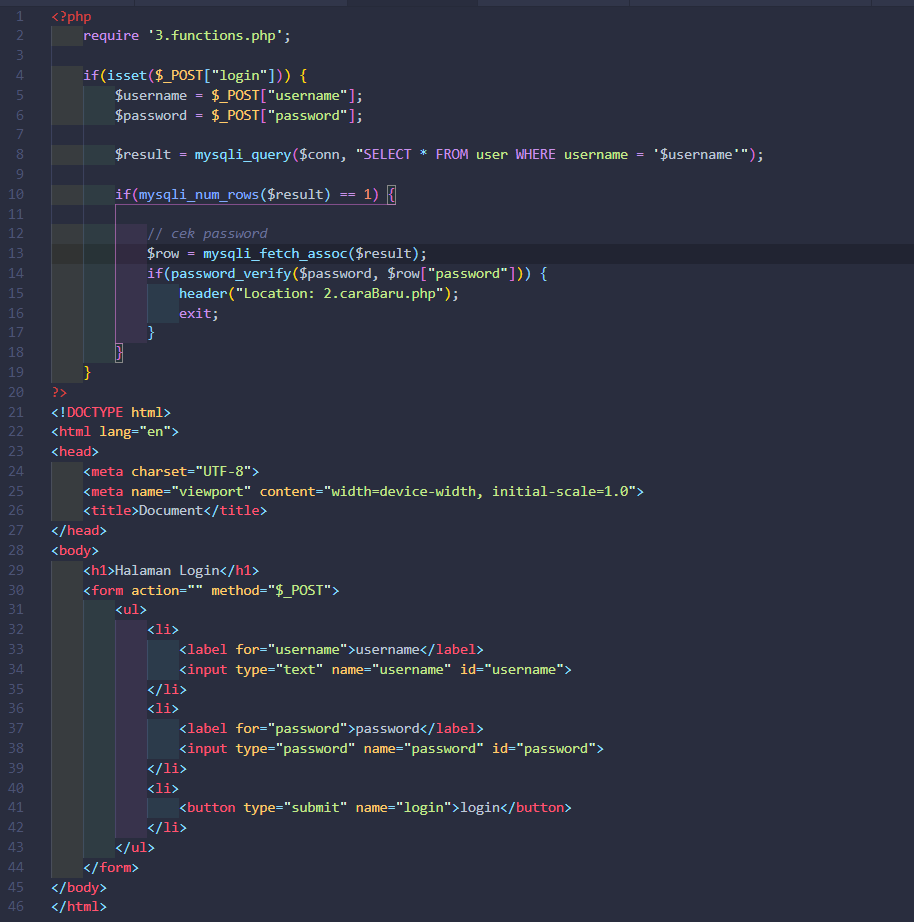 1 <?php
2 require '3.functions.php';
3
4 if(isset($_POST["login"])) {
5 $username = $_POST["username"];
6 $password = $_POST["password"];
7
8 $result = mysqli_query($conn, "SELECT * FROM user WHERE username = '$username'");
9
10 if(mysqli_num_rows($result) == 1) {
11
12 // cek password
13 $row = mysqli_fetch_assoc($result);
14 if(password_verify($password, $row["password"])) {
15 header("Location: 2.caraBaru.php");
16 exit;
17 }
18 }
19 }
20 ?>
21 <!DOCTYPE html>
22 <html lang="en">
23 <head>
24 <meta charset="UTF-8">
25 <meta name="viewport" content="width=device-width, initial-scale=1.0">
26 <title>Document</title>
27 </head>
28 <body>
29 <h1>Halaman Login</h1>
30 <form action="" method="$_POST">
31 <ul>
32 <li>
33 <label for="username">username</label>
34 <input type="text" name="username" id="username">
35 </li>
36 <li>
37 <label for="password">password</label>
38 <input type="password" name="password" id="password">
39 </li>
40 <li>
41 <button type="submit" name="login">login</button>
42 </li>
43 </ul>
44 </form>
45 </body>
46 </html>